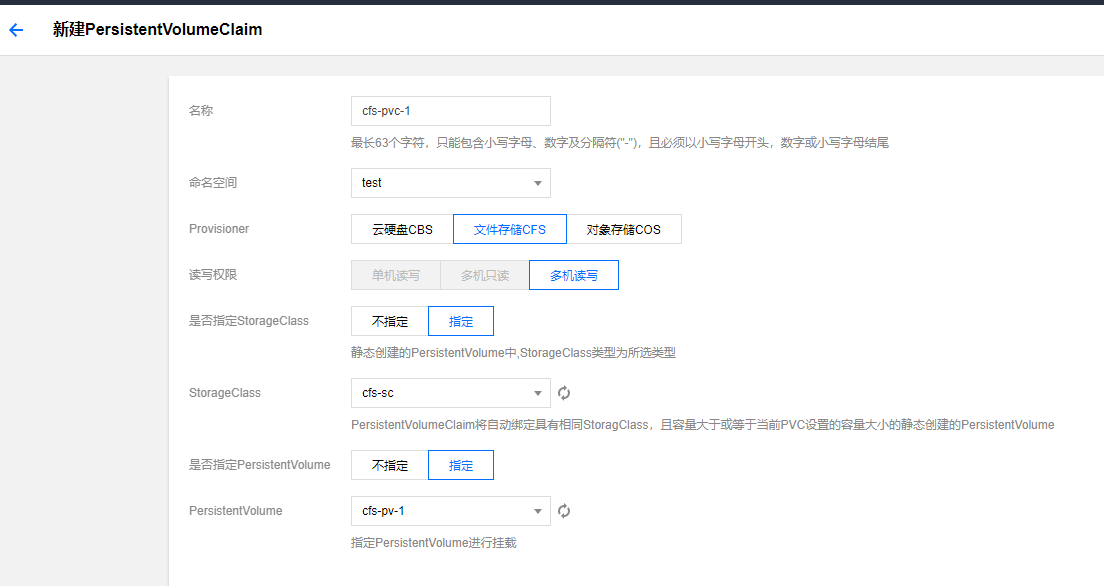 新建PersistentVolumeClaim
名称 cfs-pvc-1
最长63个字符，只能包含小写字母、数字及分隔符("-")，且必须以小写字母开头，数字或小写字母结尾
命名空间 test
Provisioner 云硬盘CBS 文件存储CFS 对象存储COS
读写权限 单机读写 多机只读 多机读写
是否指定StorageClass 不指定 指定
静态创建的PersistentVolume中,StorageClass类型为所选类型
StorageClass cfs-sc
PersistentVolumeClaim将自动绑定具有相同StoragClass，且容量大于或等于当前PVC设置的容量大小的静态创建的PersistentVolume
是否指定PersistentVolume 不指定 指定
PersistentVolume cfs-pv-1
指定PersistentVolume进行挂载